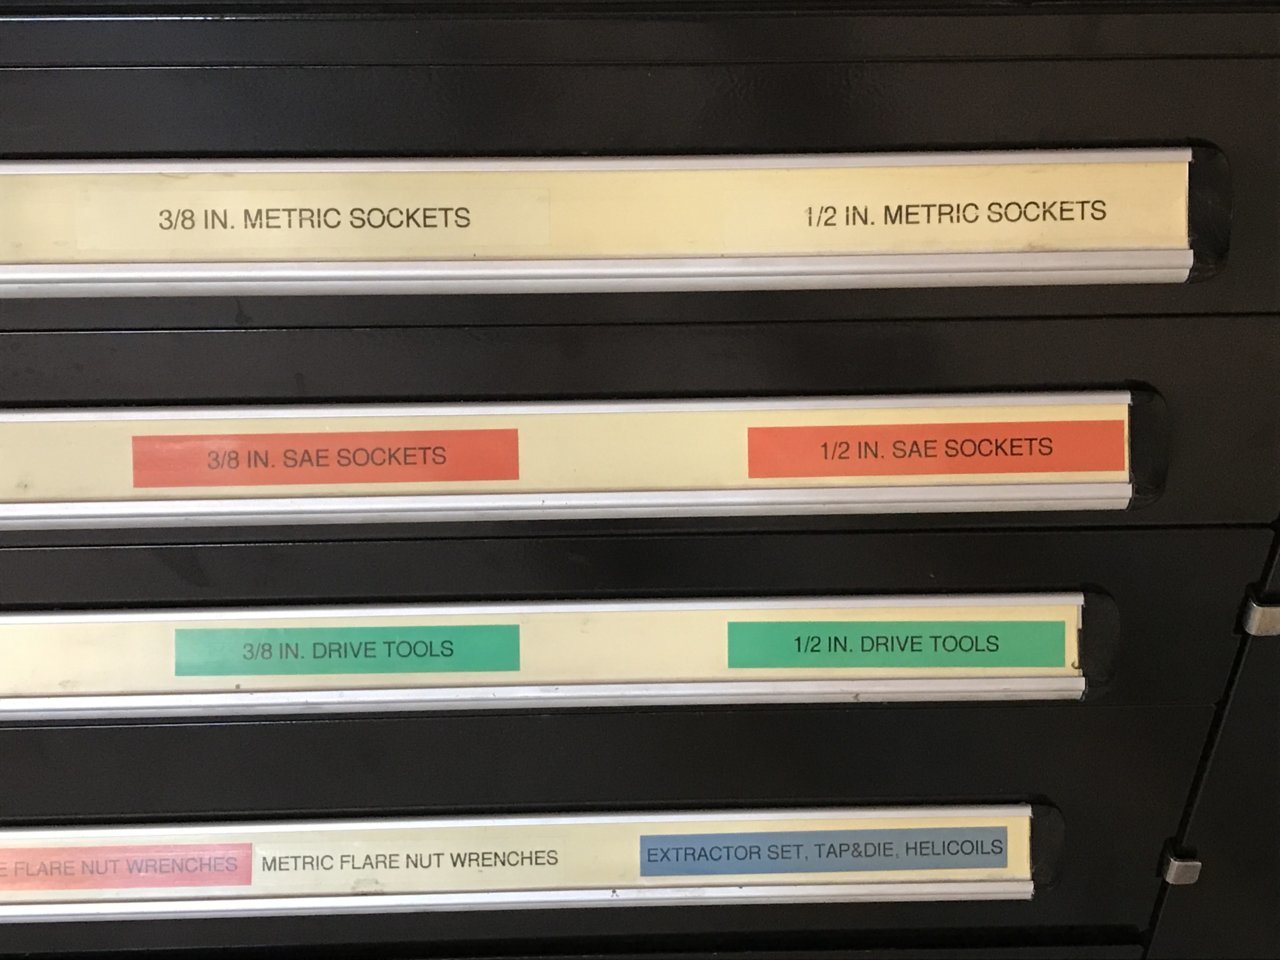 3/8 IN. METRIC SOCKETS 1/2 IN. METRIC SOCKETS
3/8 IN. SAE SOCKETS 1/2 IN. SAE SOCKETS
3/8 IN. DRIVE TOOLS 1/2 IN. DRIVE TOOLS
E FLARE NUT WRENCHES METRIC FLARE NUT WRENCHES EXTRACTOR SET, TAP&DIE, HELICOILS